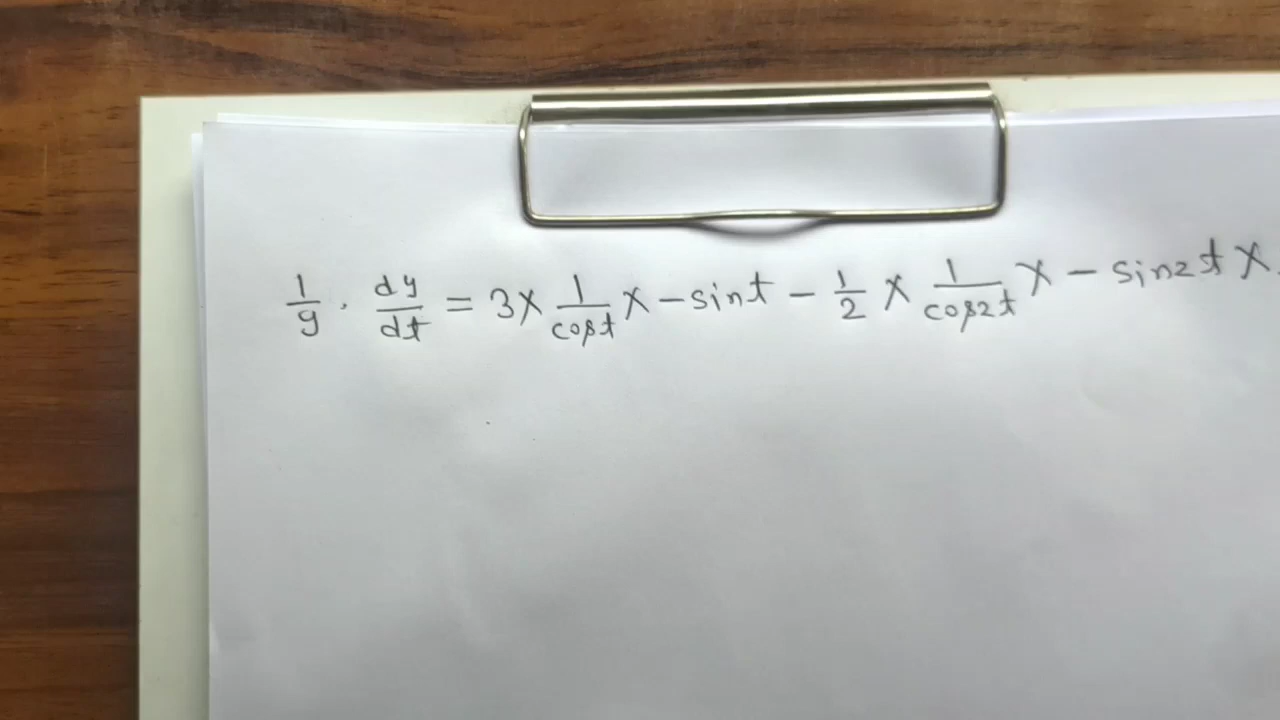 1/y · dy/dt = 3 × 1/cost × -sint - 1/2 × 1/cos2t × - sin2t ×